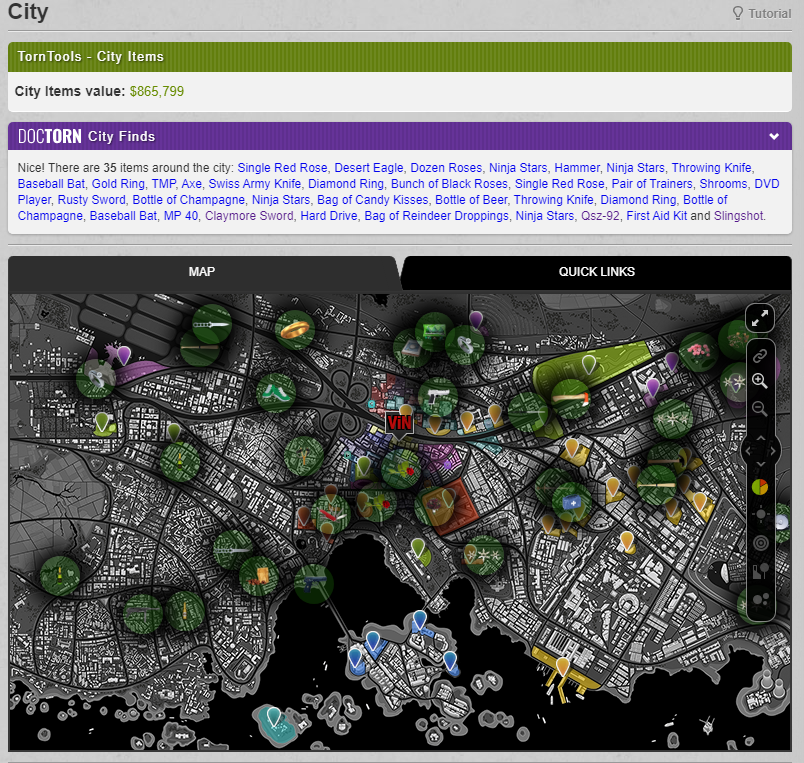 City
Tutorial
TornTools - City Items
City Items value: $865,799
DOCTORN City Finds
Nice! There are 35 items around the city: Single Red Rose, Desert Eagle, Dozen Roses, Ninja Stars, Hammer, Ninja Stars, Throwing Knife,
Baseball Bat, Gold Ring, TMP, Axe, Swiss Army Knife, Diamond Ring, Bunch of Black Roses, Single Red Rose, Pair of Trainers, Shrooms, DVD
Player, Rusty Sword, Bottle of Champagne, Ninja Stars, Bag of Candy Kisses, Bottle of Beer, Throwing Knife, Diamond Ring, Bottle of
Champagne, Baseball Bat, MP 40, Claymore Sword, Hard Drive, Bag of Reindeer Droppings, Ninja Stars, Qsz-92, First Aid Kit and Slingshot.
MAP
QUICK LINKS
ViN